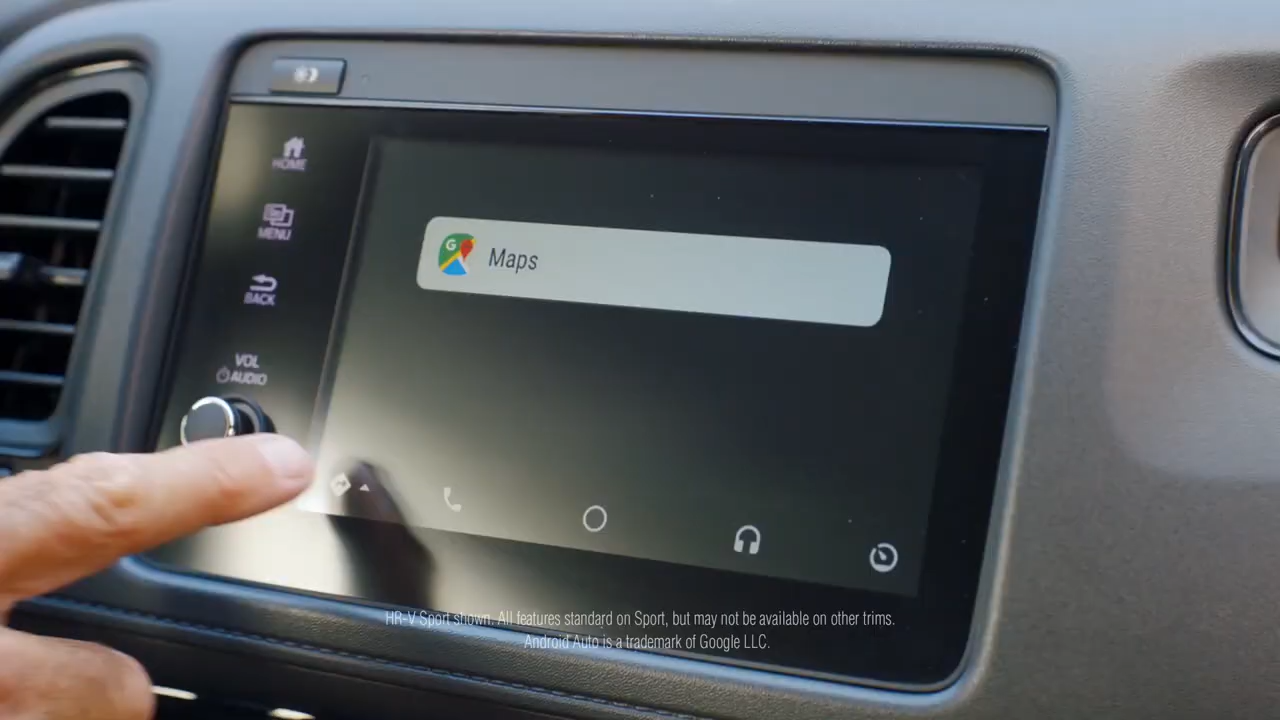 HOME
MENU
BACK
VOL
AUDIO
G
Maps
HR-V Sport shown. All features standard on Sport, but may not be available on other trims.
Android Auto is a trademark of Google LLC.